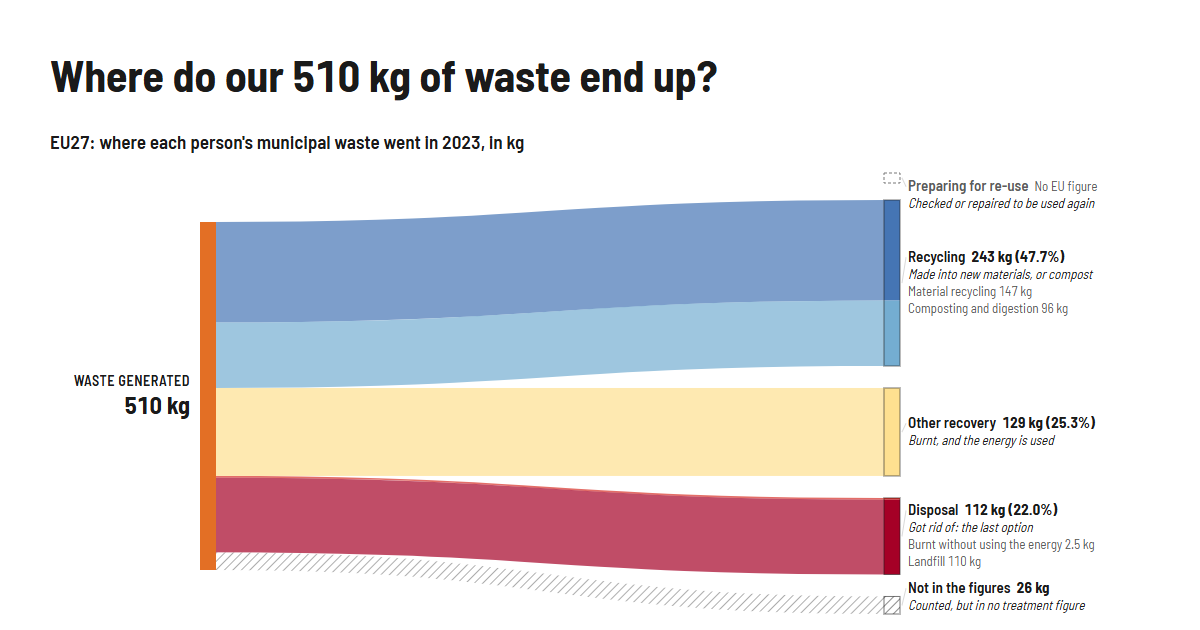 Where do our 510 kg of waste end up?
EU27: where each person's municipal waste went in 2023, in kg
WASTE GENERATED
510 kg
Preparing for re-use No EU figure
Checked or repaired to be used again
Recycling 243 kg (47.7%)
Made into new materials, or compost
Material recycling 147 kg
Composting and digestion 96 kg
Other recovery 129 kg (25.3%)
Burnt, and the energy is used
Disposal 112 kg (22.0%)
Got rid of: the last option
Burnt without using the energy 2.5 kg
Landfill 110 kg
Not in the figures 26 kg
Counted, but in no treatment figure